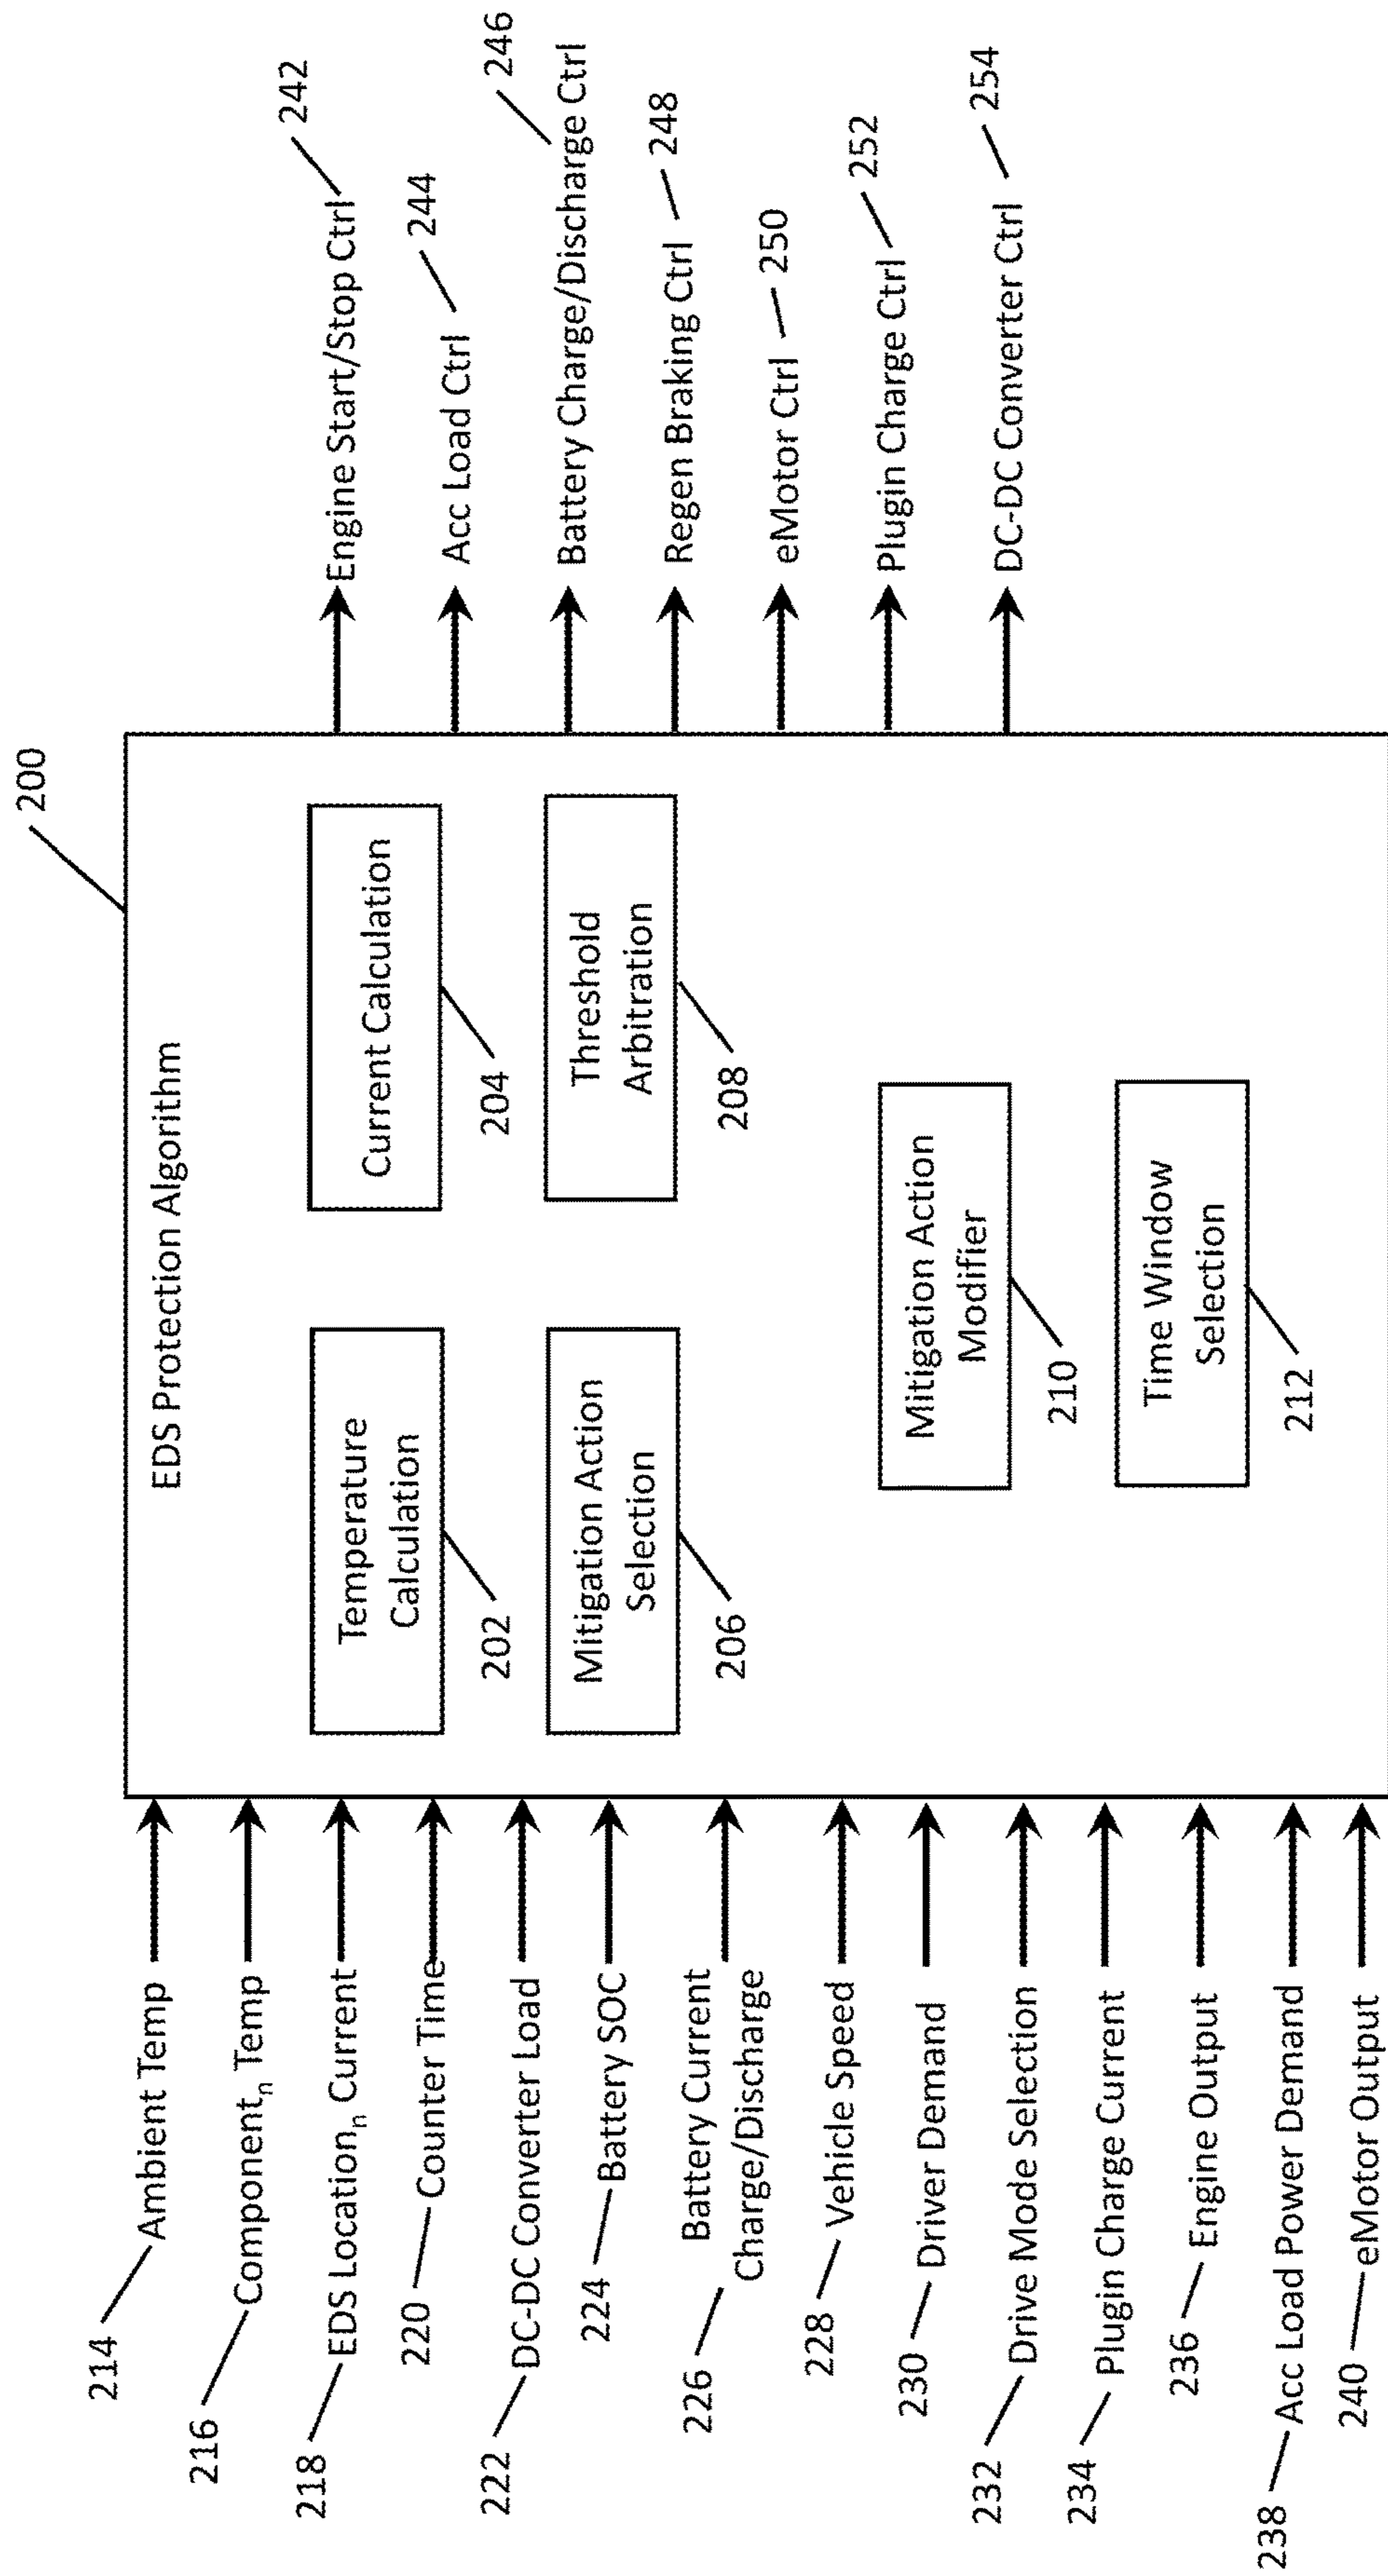 200
EDS Protection Algorithm
214
Ambient Temp
216
Componentₙ Temp
218
EDS Locationₙ Current
220
Counter Time
222
DC-DC Converter Load
224
Battery SOC
226
Battery Current
Charge/Discharge
228
Vehicle Speed
230
Driver Demand
232
Drive Mode Selection
234
Plugin Charge Current
236
Engine Output
238
Acc Load Power Demand
240
eMotor Output
Temperature
Calculation
202
Current Calculation
204
Mitigation Action
Selection
206
Threshold
Arbitration
208
Mitigation Action
Modifier
210
Time Window
Selection
212
Engine Start/Stop Ctrl
242
Acc Load Ctrl
244
Battery Charge/Discharge Ctrl
246
Regen Braking Ctrl
248
eMotor Ctrl
250
Plugin Charge Ctrl
252
DC-DC Converter Ctrl
254